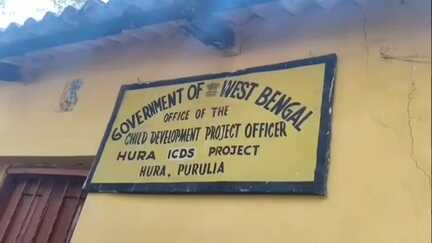 GOVERNMENT OF WEST BENGAL
OFFICE OF THE
CHILD DEVELOPMENT PROJECT OFFICER
HURA ICDS PROJECT
HURA, PURULIA